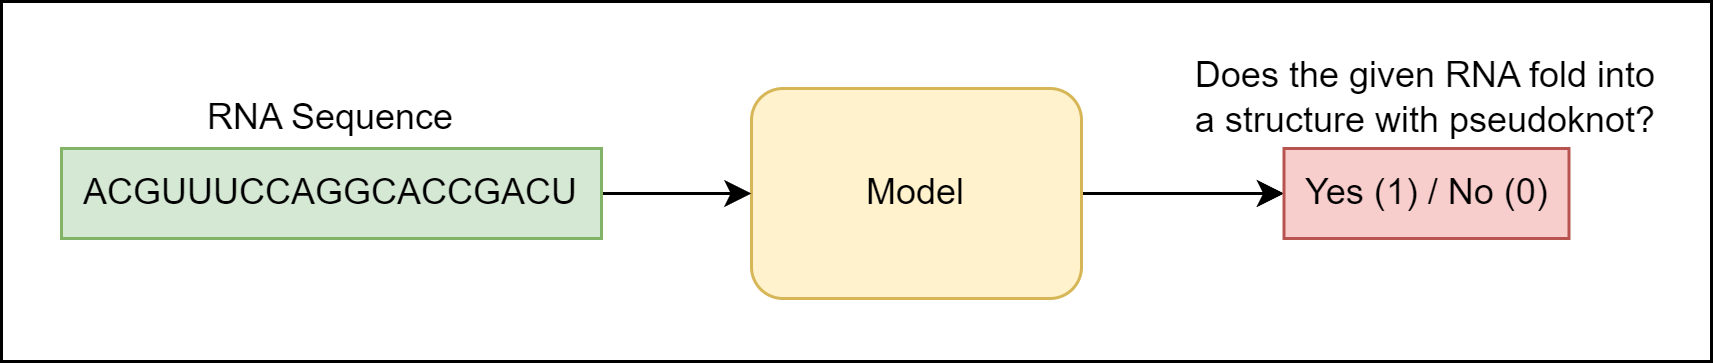 RNA Sequence
ACGUUUCCAGGCACCGACU
Model
Does the given RNA fold into
a structure with pseudoknot?
Yes (1) / No (0)